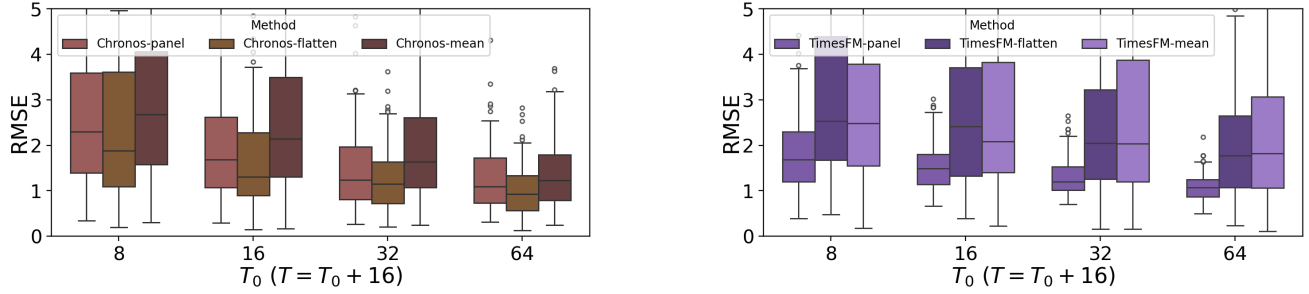 5
4
3
2
1
0
RMSE
Method
Chronos-panel Chronos-flatten Chronos-mean
8 16 32 64
T₀ (T = T₀ + 16)
5
4
3
2
1
0
RMSE
Method
TimesFM-panel TimesFM-flatten TimesFM-mean
8 16 32 64
T₀ (T = T₀ + 16)